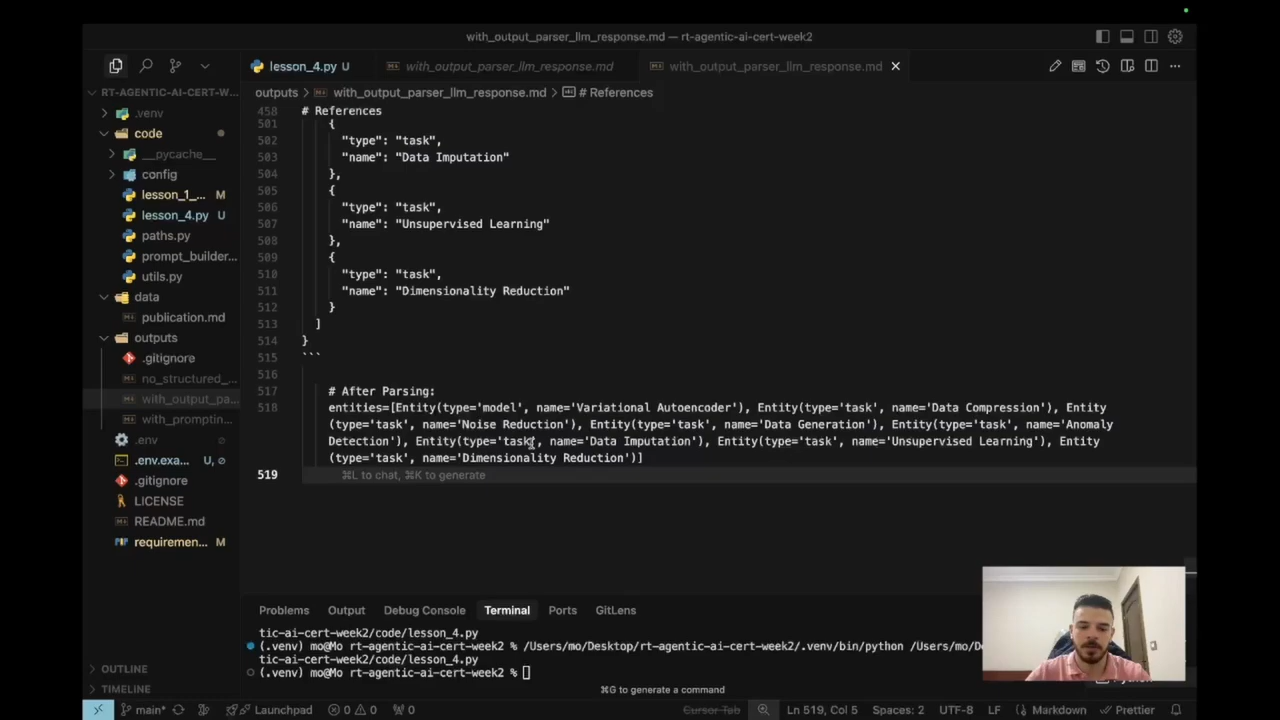 with_output_parser_llm_response.md — rt-agentic-ai-cert-week2
lesson_4.py U
with_output_parser_llm_response.md
with_output_parser_llm_response.md
RT-AGENTIC-AI-CERT-W...
outputs > with_output_parser_llm_response.md > # References
.venv
code
__pycache__
config
lesson_1_... M
lesson_4.py U
paths.py
prompt_builder...
utils.py
data
publication.md
outputs
.gitignore
no_structured_...
with_output_pa...
with_promptin...
.env
.env.exa... U,
.gitignore
LICENSE
README.md
requiremen... M
OUTLINE
TIMELINE
458 # References
501 {
502 "type": "task",
503 "name": "Data Imputation"
504 },
505 {
506 "type": "task",
507 "name": "Unsupervised Learning"
508 },
509 {
510 "type": "task",
511 "name": "Dimensionality Reduction"
512 }
513 ]
514 }
515 ```
516
517 # After Parsing:
518 entities=[Entity(type='model', name='Variational Autoencoder'), Entity(type='task', name='Data Compression'), Entity
(type='task', name='Noise Reduction'), Entity(type='task', name='Data Generation'), Entity(type='task', name='Anomaly
Detection'), Entity(type='task', name='Data Imputation'), Entity(type='task', name='Unsupervised Learning'), Entity
(type='task', name='Dimensionality Reduction')]
519 ⌘L to chat, ⌘K to generate
Problems Output Debug Console Terminal Ports GitLens
tic-ai-cert-week2/code/lesson_4.py
(.venv) mo@Mo rt-agentic-ai-cert-week2 % /Users/mo/Desktop/rt-agentic-ai-cert-week2/.venv/bin/python /Users/mo/De
tic-ai-cert-week2/code/lesson_4.py
(.venv) mo@Mo rt-agentic-ai-cert-week2 %
⌘G to generate a command
main* Launchpad 0 0 0 Cursor Tab Ln 519, Col 5 Spaces: 2 UTF-8 LF Markdown Prettier